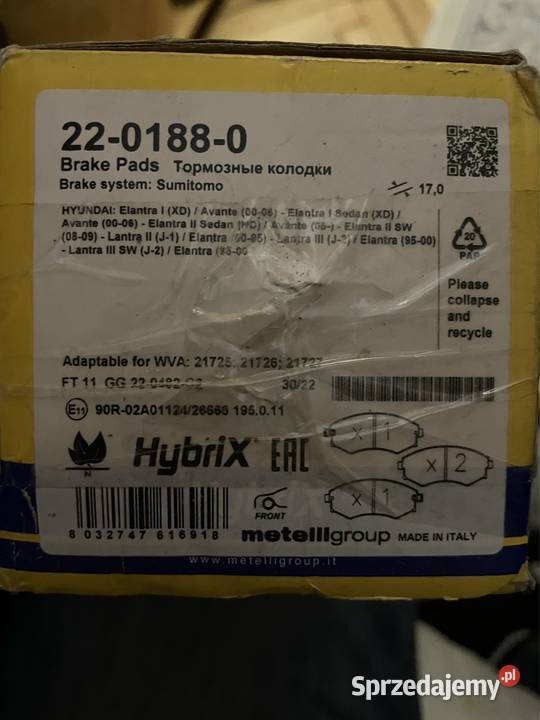 22-0188-0
Brake Pads Тормозные колодки
Brake system: Sumitomo
17,0
HYUNDAI: Elantra I (XD) / Avante (00-06) - Elantra I Sedan (XD) /
Avante (00-06) - Elantra II Sedan (HD) / Avante (06-) - Elantra II SW
(08-09) - Lantra II (J-1) / Elantra (90-95) - Lantra III (J-2) / Elantra (95-00)
- Lantra III SW (J-2) / Elantra (95-00
20
PAP
Please
collapse
and
recycle
Adaptable for WVA: 21725; 21726; 21727
FT 11 GG 22-0482-C2 30/22
E11 90R-02A01124/26665 195.0.11
N
HybriX EAC
x 1
x 2
x 1
8 032747 616918
FRONT
metelligroup MADE IN ITALY
www.metelligroup.it
Sprzedajemy.pl